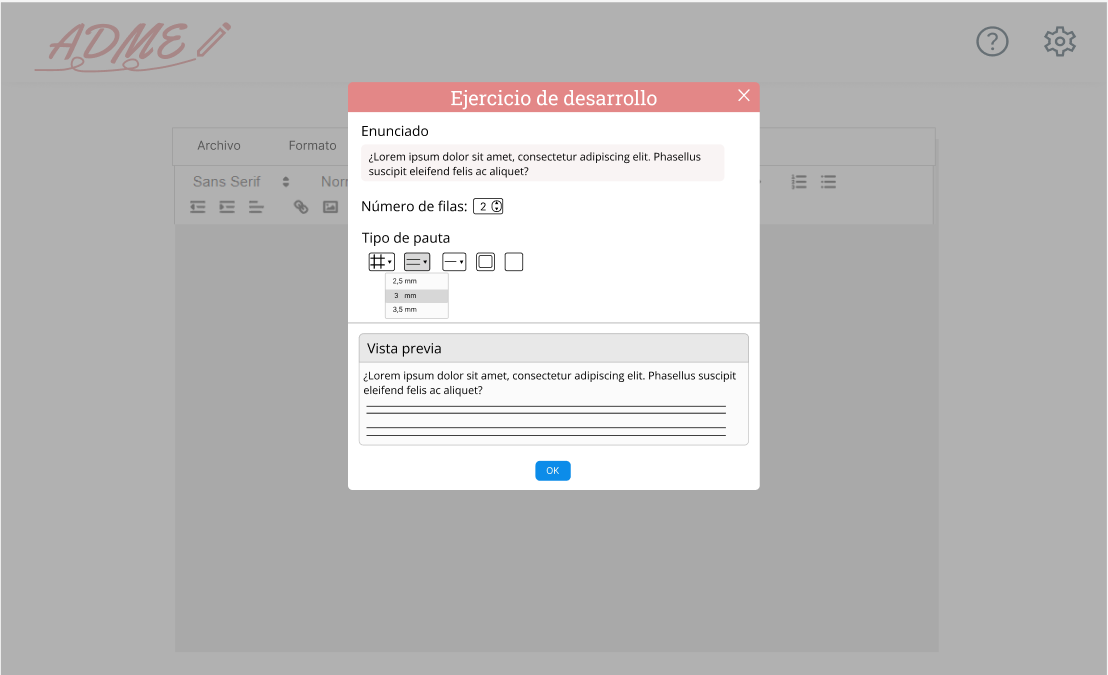 ADME
Ejercicio de desarrollo
Archivo
Formato
Sans Serif
Enunciado
¿Lorem ipsum dolor sit amet, consectetur adipiscing elit. Phasellus
suscipit eleifend felis ac aliquet?
Número de filas: 2
Tipo de pauta
2,5 mm
3 mm
3,5 mm
Vista previa
¿Lorem ipsum dolor sit amet, consectetur adipiscing elit. Phasellus suscipit
eleifend felis ac aliquet?
OK